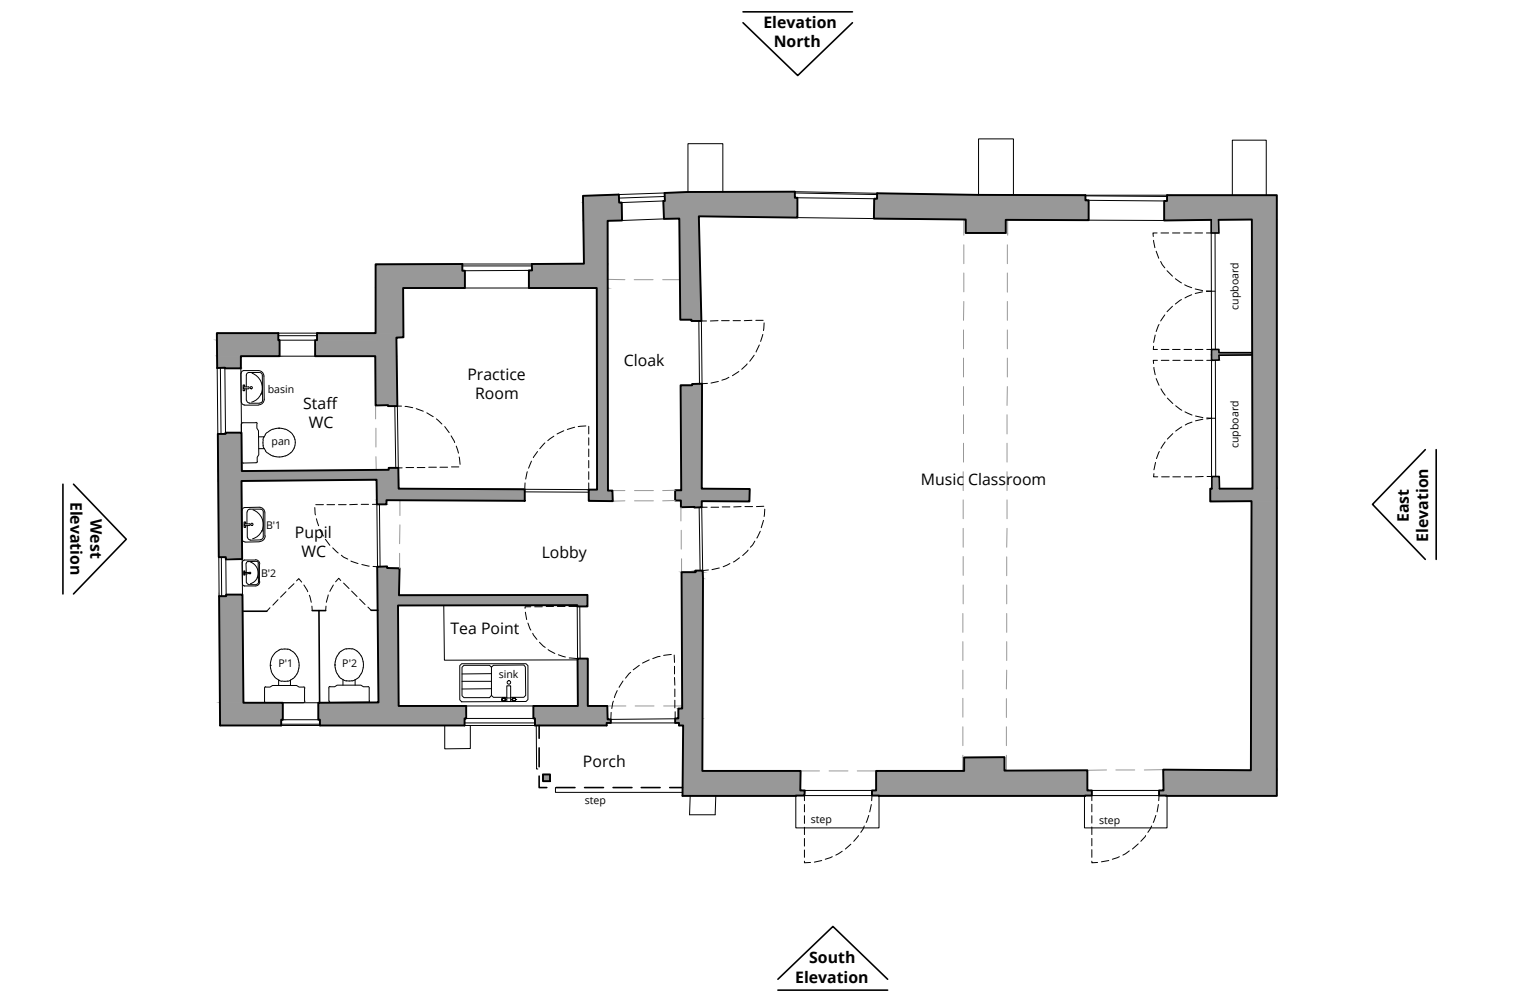 Elevation
North
cupboard
Cloak
Practice
Room
basin
Staff
WC
pan
cupboard
Music Classroom
West
Elevation
East
Elevation
B'1
Pupil
WC
Lobby
B'2
Tea Point
P'1
P'2
sink
Porch
step
step
step
South
Elevation